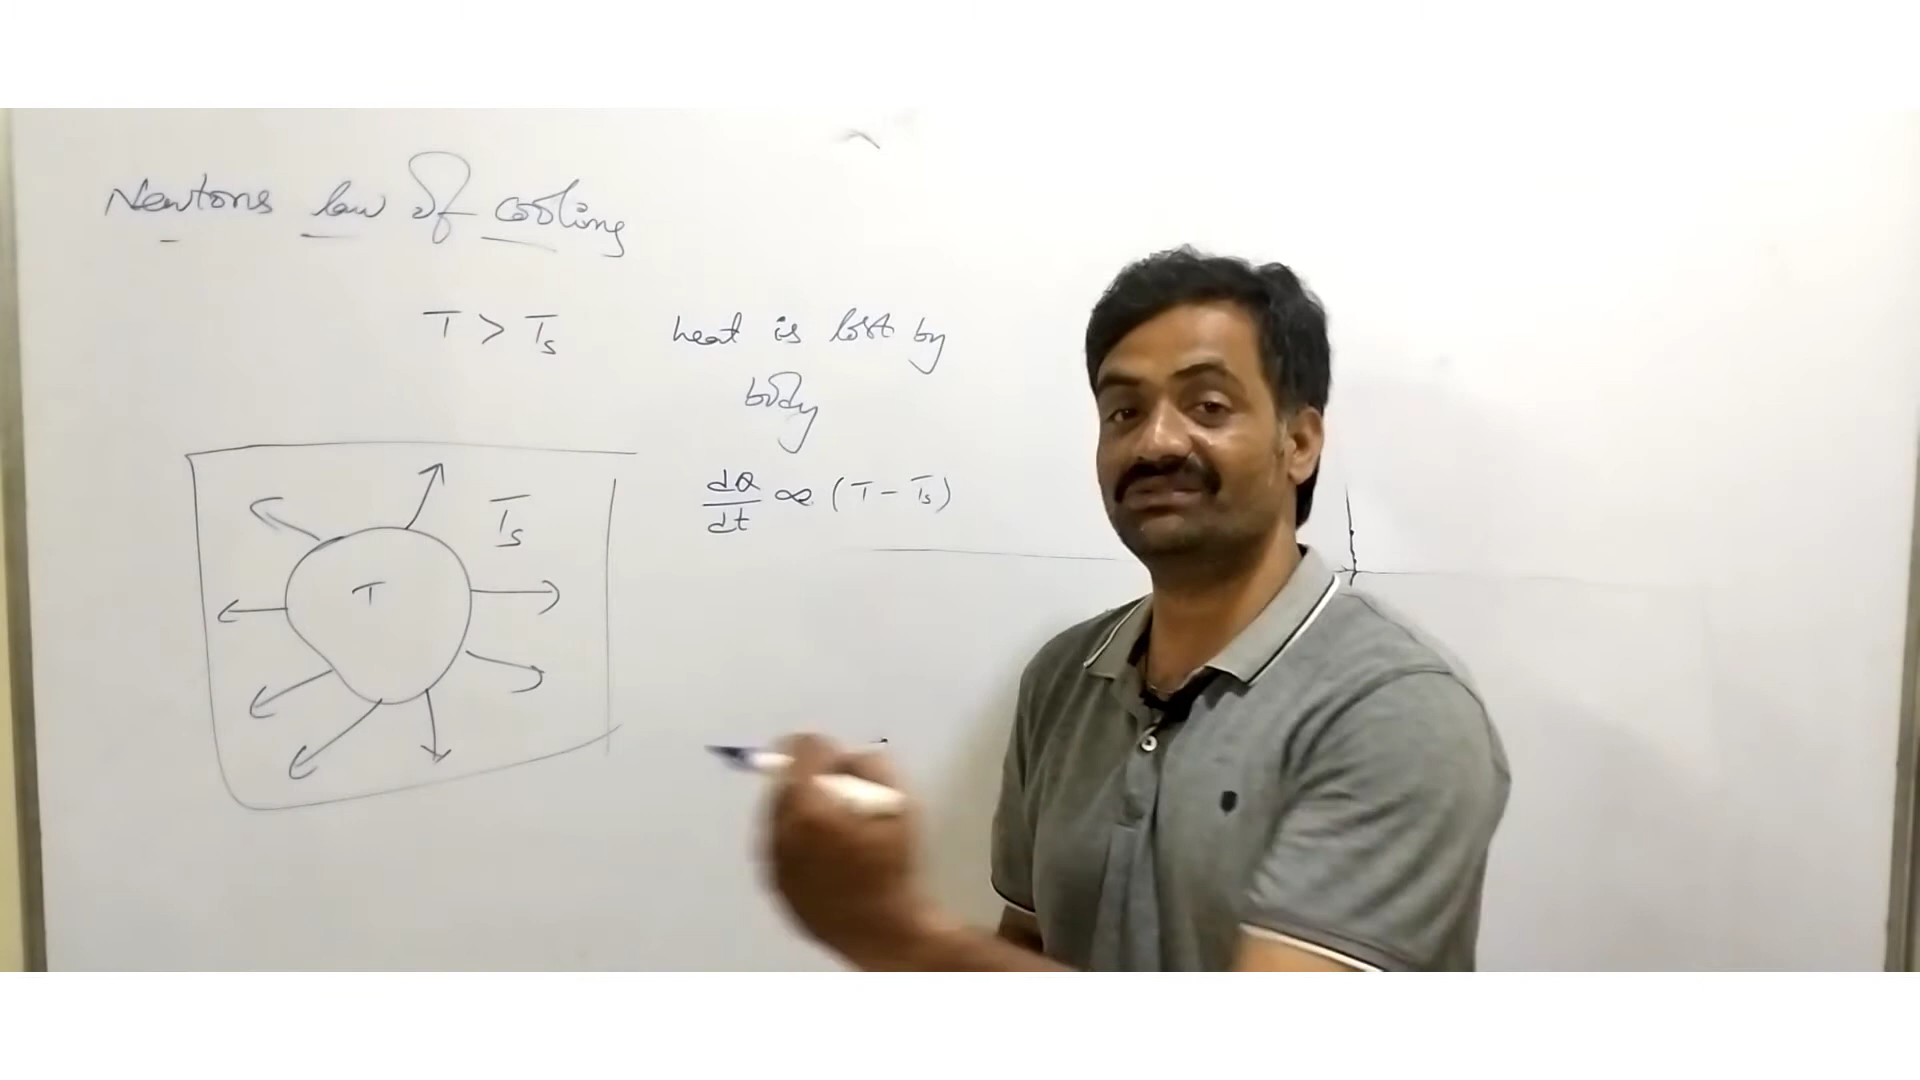 Newtons law of cooling
T > Ts
heat is lost by
body
dQ/dt ∝ (T - Ts)
Ts
T